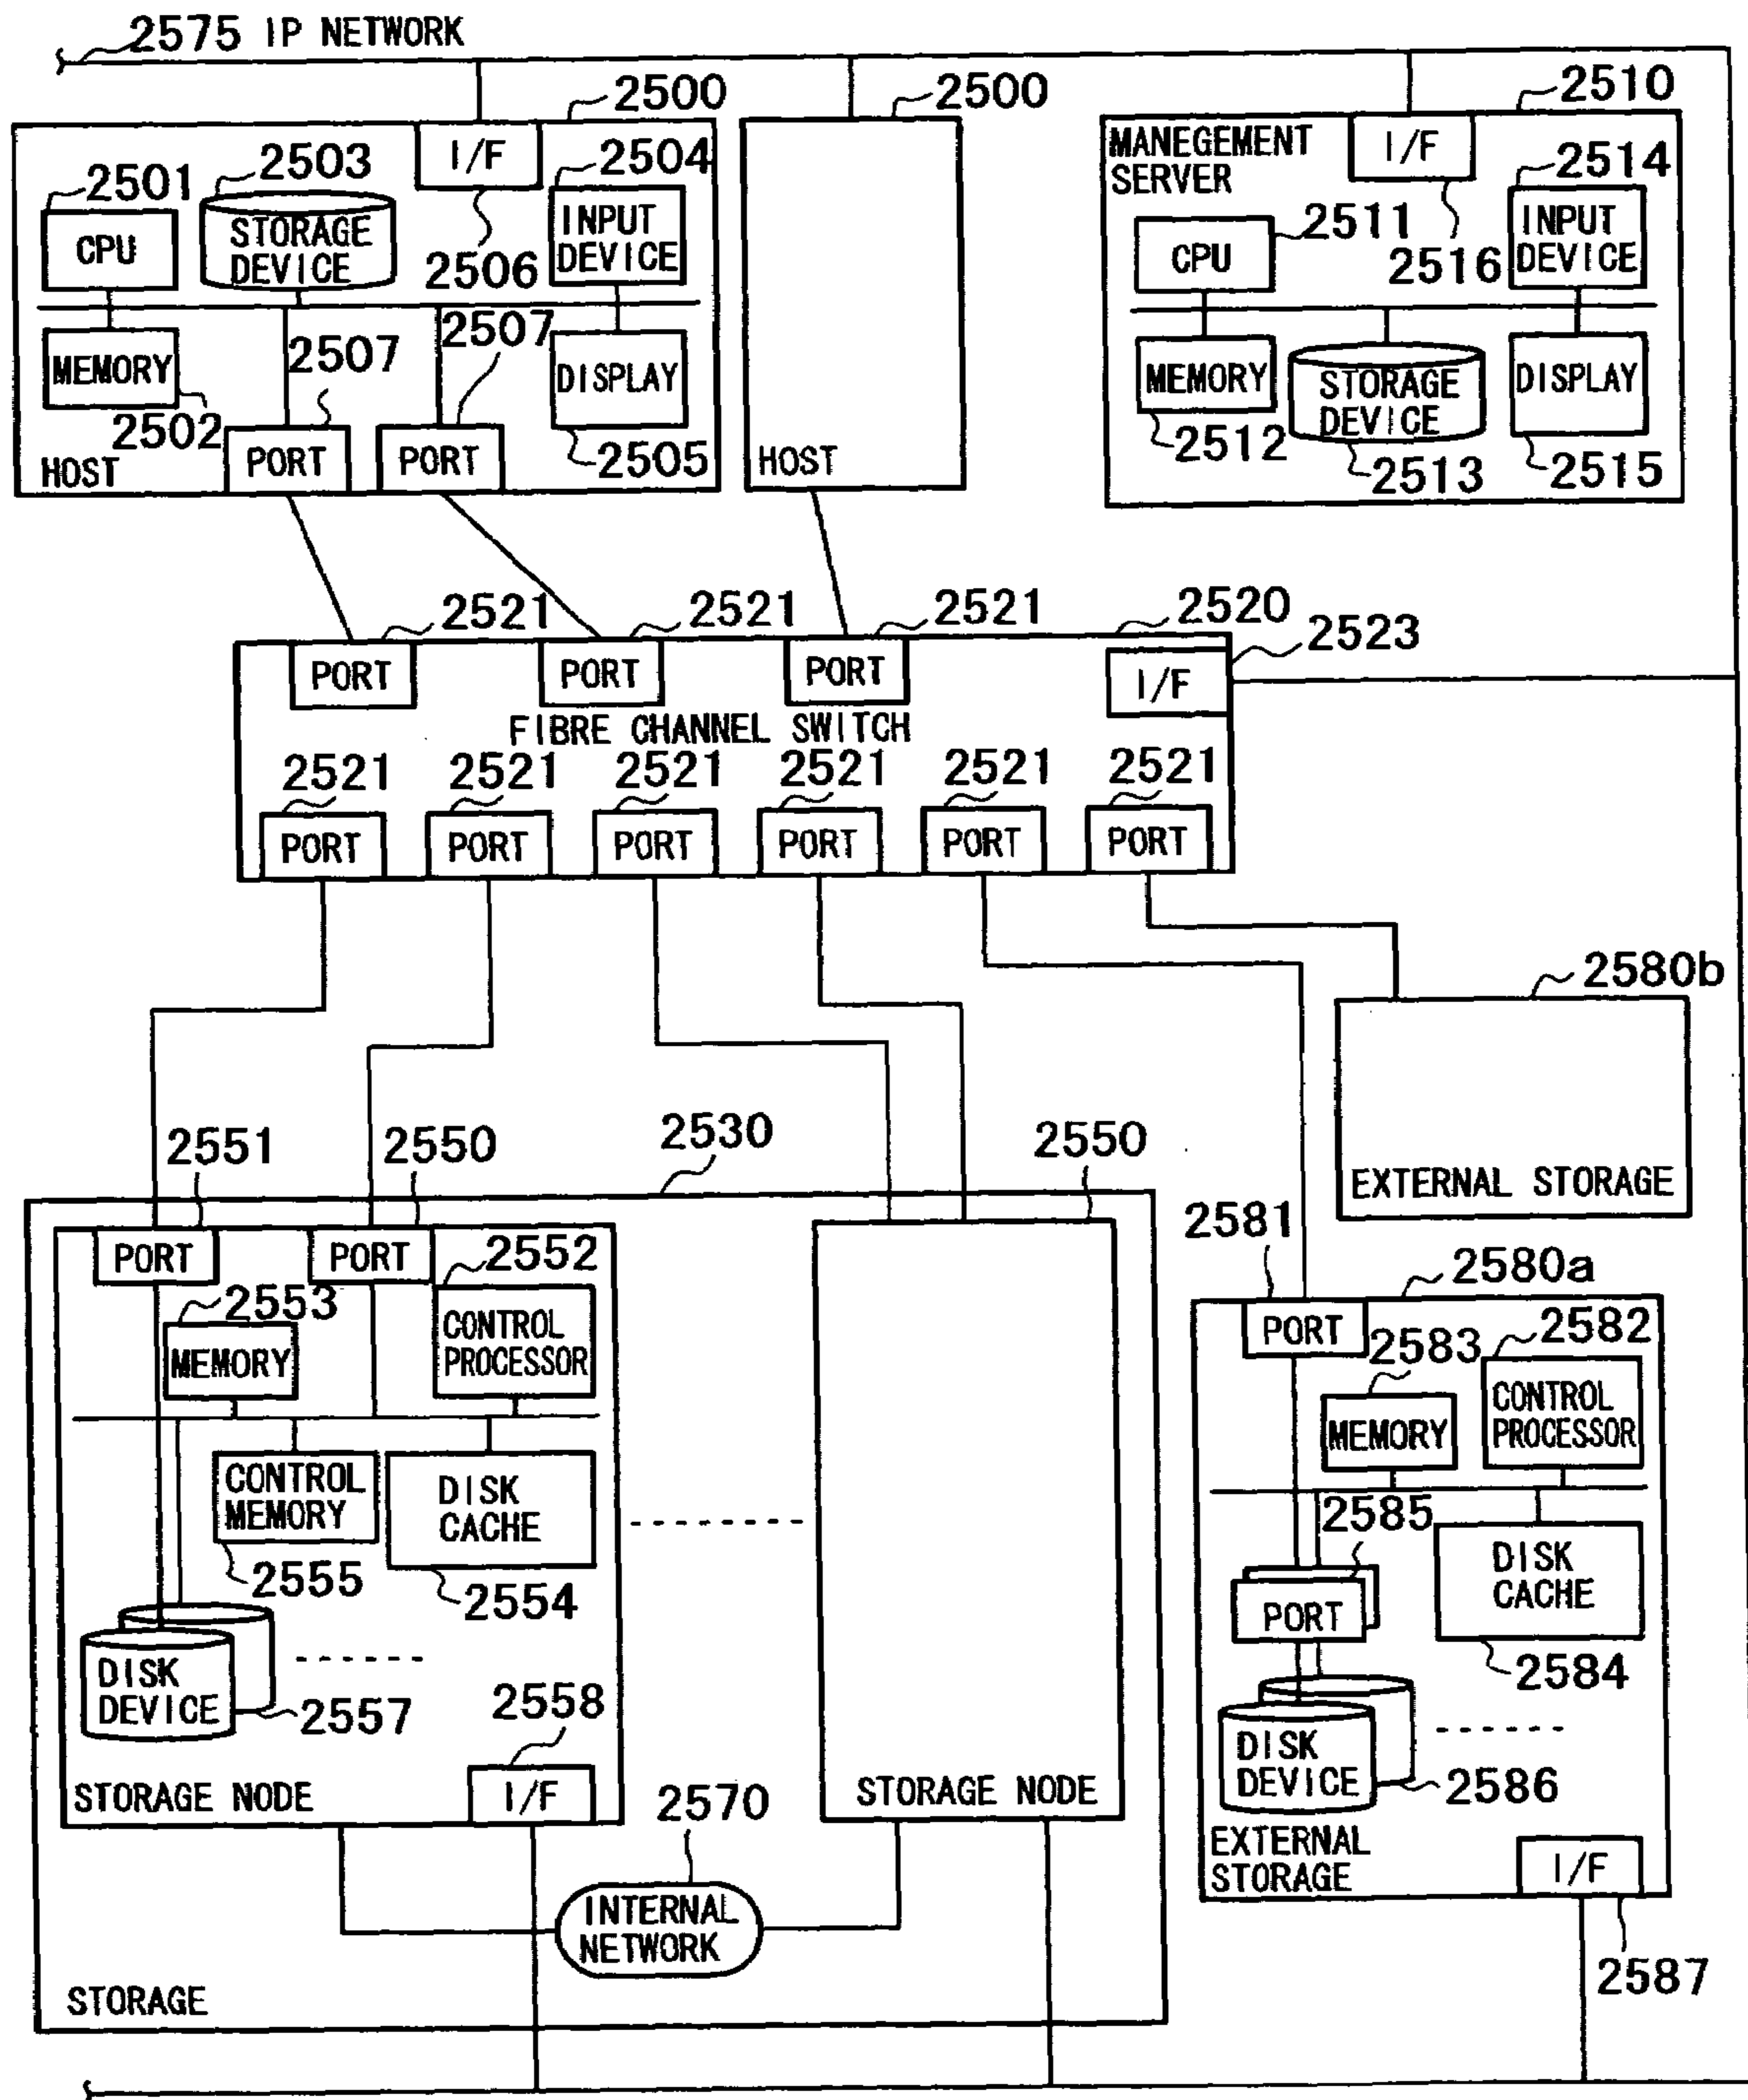 2575 IP NETWORK
2500
2500
2510
I/F
2506
2501
CPU
2503
STORAGE
DEVICE
2504
INPUT
DEVICE
MEMORY
2502
2507
2507
DISPLAY
2505
PORT
PORT
HOST
HOST
MANEGEMENT
SERVER
I/F
2516
2514
INPUT
DEVICE
2511
CPU
MEMORY
2512
STORAGE
DEVICE
2513
DISPLAY
2515
2521
2521
2521
2520
2523
PORT
PORT
PORT
I/F
FIBRE CHANNEL SWITCH
2521
2521
2521
2521
2521
2521
PORT
PORT
PORT
PORT
PORT
PORT
2580b
EXTERNAL STORAGE
2551
2550
2530
2550
PORT
PORT
2552
2553
MEMORY
CONTROL
PROCESSOR
CONTROL
MEMORY
2555
DISK
CACHE
2554
DISK
DEVICE
2557
2558
STORAGE NODE
I/F
STORAGE NODE
2570
INTERNAL
NETWORK
STORAGE
2581
2580a
PORT
2583
2582
MEMORY
CONTROL
PROCESSOR
2585
PORT
DISK
CACHE
2584
DISK
DEVICE
2586
EXTERNAL
STORAGE
I/F
2587